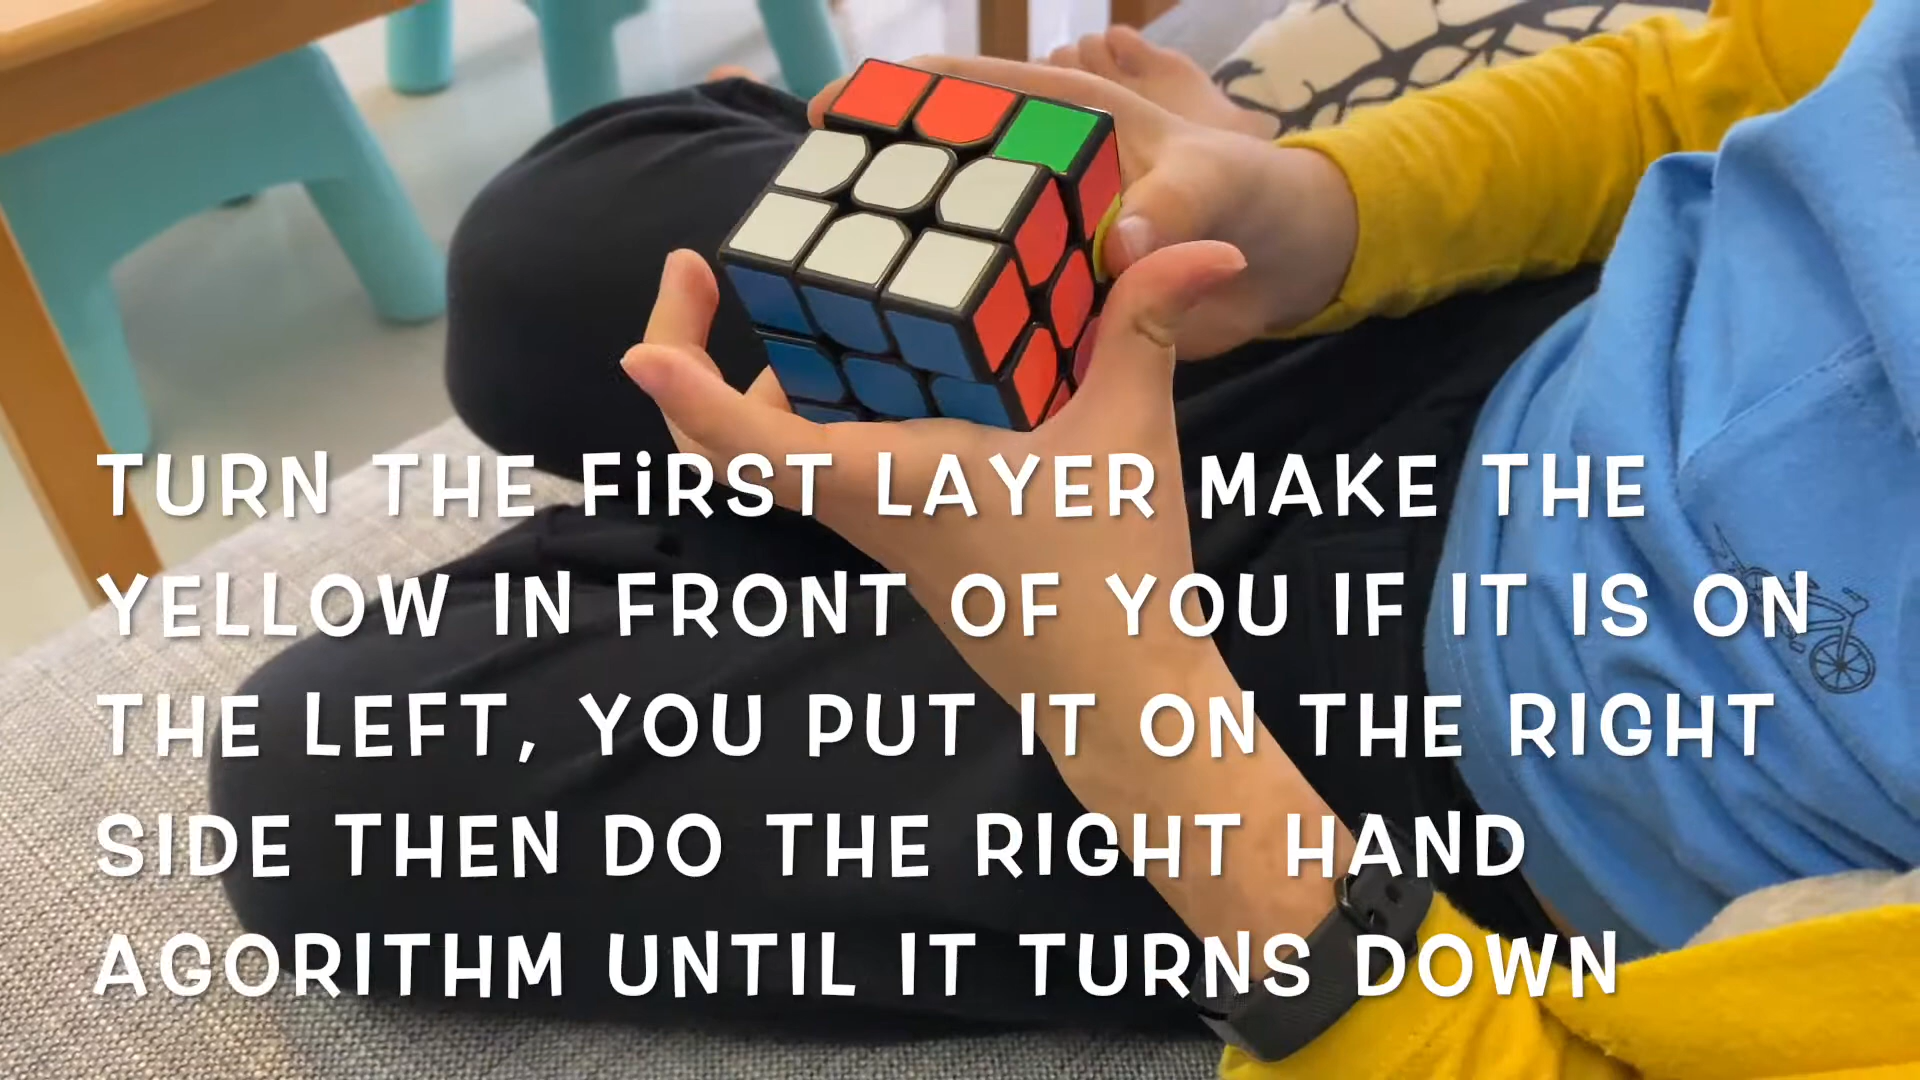 TURN THE FiRST LAYER MAKE THE
YELLOW IN FRONT OF YOU IF IT IS ON
THE LEFT, YOU PUT IT ON THE RIGHT
SIDE THEN DO THE RIGHT HAND
AGORITHM UNTIL IT TURNS DOWN